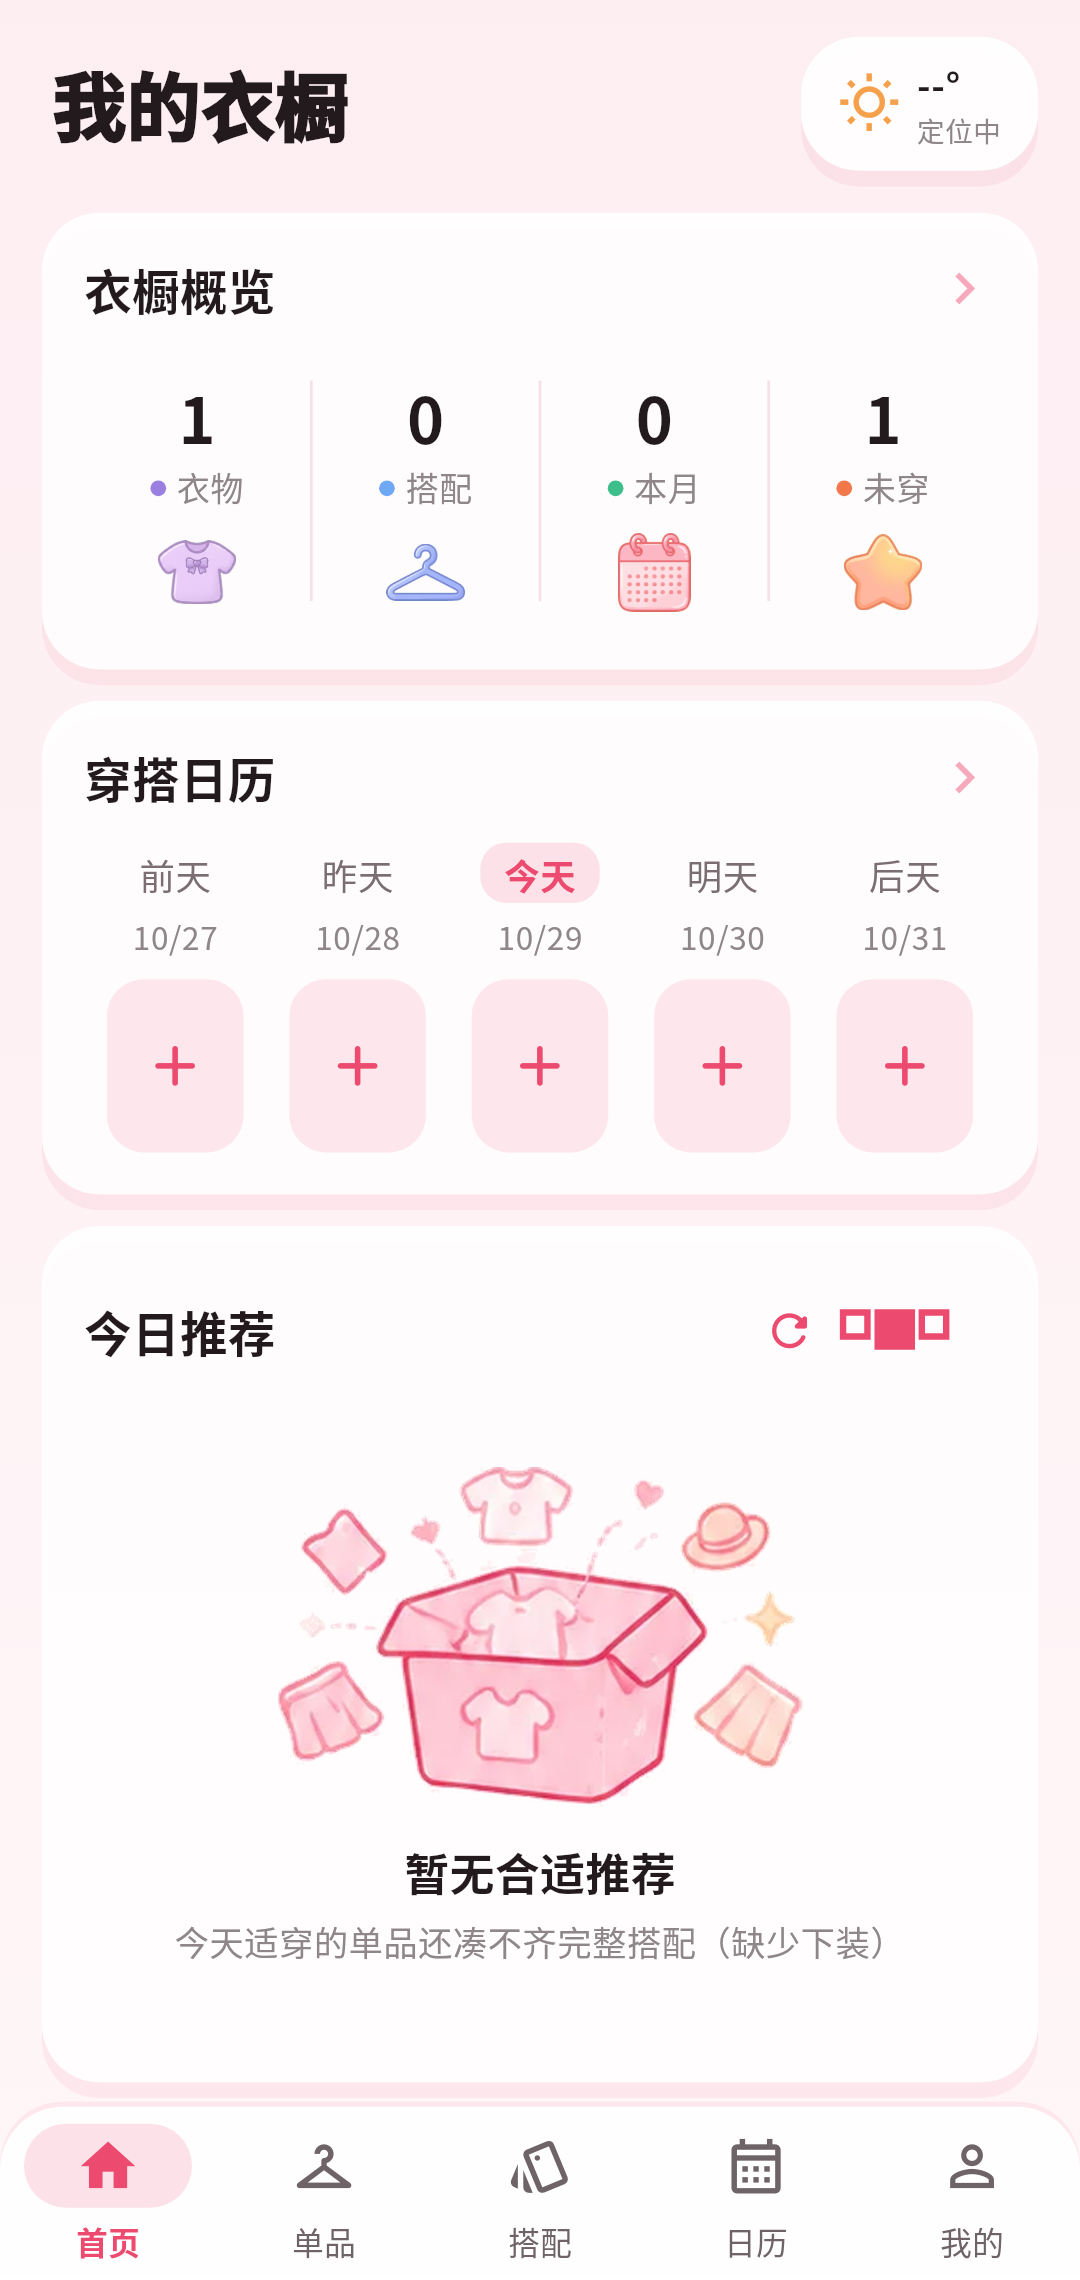 我的衣橱
--°
定位中
衣橱概览
1 0 0 1
衣物 搭配 本月 未穿
穿搭日历
前天 昨天 今天 明天 后天
10/27 10/28 10/29 10/30 10/31
今日推荐
暂无合适推荐
今天适穿的单品还凑不齐完整搭配（缺少下装）
首页 单品 搭配 日历 我的